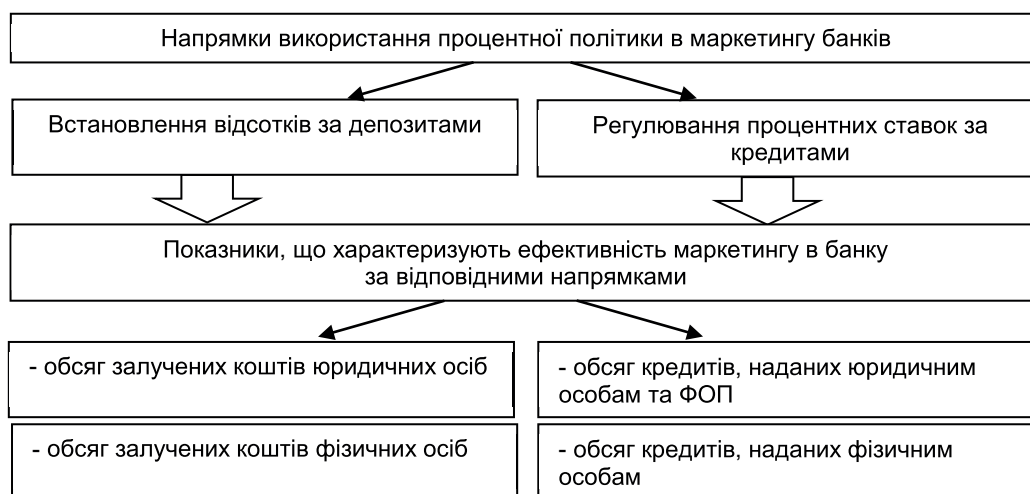 Напрямки використання процентної політики в маркетингу банків
Встановлення відсотків за депозитами
Регулювання процентних ставок за
кредитами
Показники, що характеризують ефективність маркетингу в банку
за відповідними напрямками
- обсяг залучених коштів юридичних осіб
- обсяг кредитів, наданих юридичним
особам та ФОП
- обсяг залучених коштів фізичних осіб
- обсяг кредитів, наданих фізичним
особам